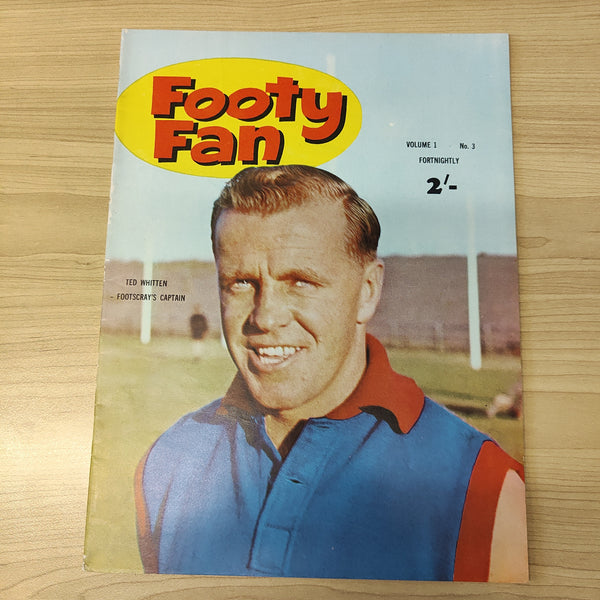 Footy
Fan
VOLUME 1 . No. 3
FORTNIGHTLY
2/-
TED WHITTEN
- FOOTSCRAY'S CAPTAIN